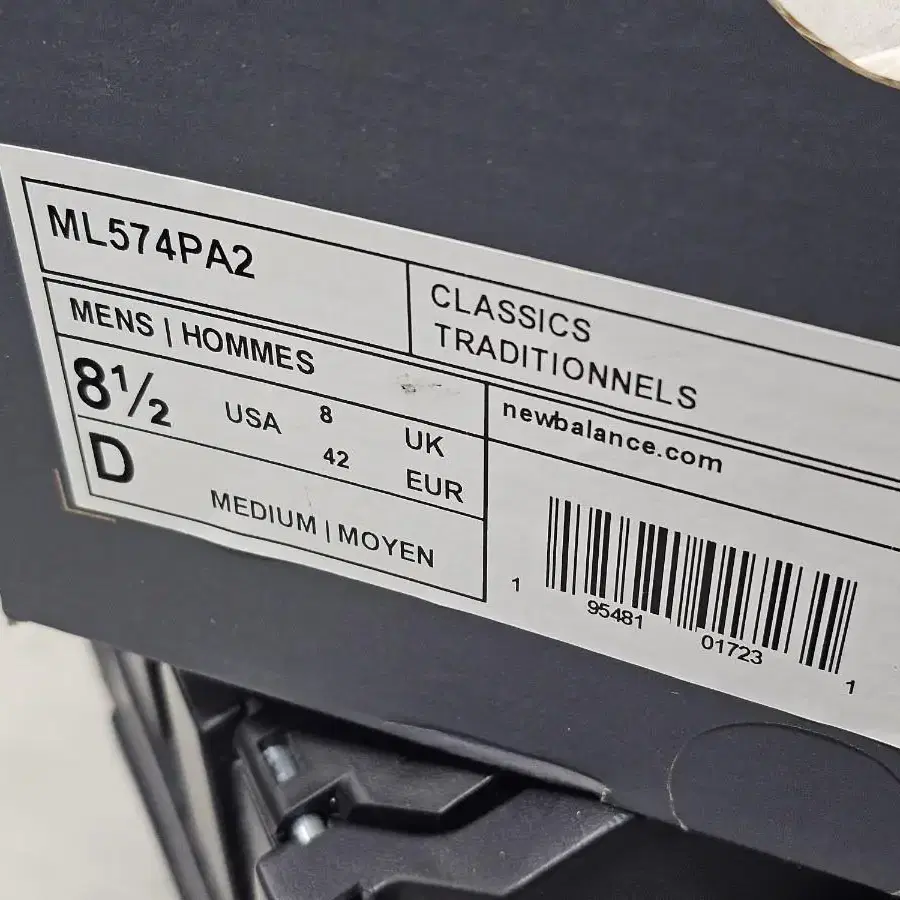 ML574PA2
CLASSICS
TRADITIONNELS
MENS | HOMMES
8½ USA 8 UK
42 EUR
D
MEDIUM | MOYEN
newbalance.com
1 95481 01723 1